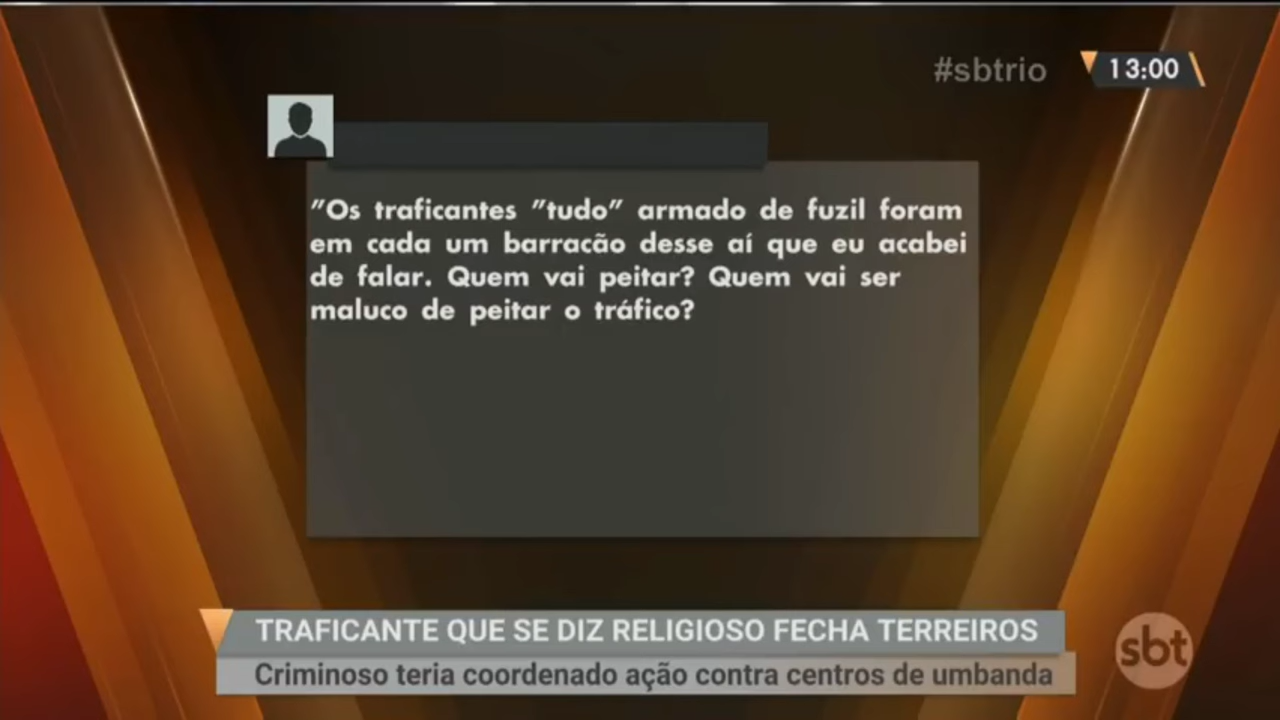 #sbtrio
13:00
"Os traficantes "tudo" armado de fuzil foram
em cada um barracão desse aí que eu acabei
de falar. Quem vai peitar? Quem vai ser
maluco de peitar o tráfico?
TRAFICANTE QUE SE DIZ RELIGIOSO FECHA TERREIROS
Criminoso teria coordenado ação contra centros de umbanda
sbt